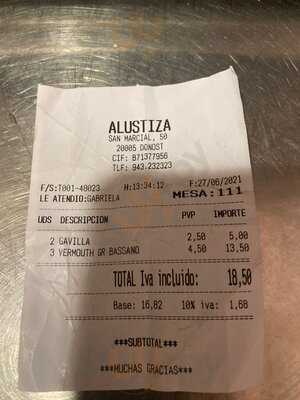 ALUSTIZA
SAN MARCIAL, 50
20005 DONOST
CIF: B71377956
TLF: 943.232323
F/S:T001-40023 H:13:34:12 F:27/06/2021
LE ATENDIO:GABRIELA MESA:111
UDS DESCRIPCION PVP IMPORTE
2 GAVILLA 2,50 5,00
3 VERMOUTH GR BASSANO 4,50 13,50
TOTAL Iva incluido: 18,50
Base: 16,82 10% iva: 1,68
***SUBTOTAL***
***MUCHAS GRACIAS***